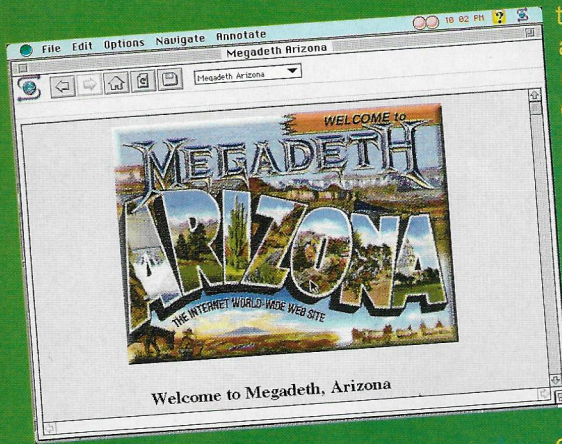 File Edit Options Navigate Annotate
10 02 PM ?
Megadeth Arizona
Megadeth Arizona
WELCOME to
MEGADETH
ARIZONA
THE INTERNET WORLD-WIDE WEB SITE
Welcome to Megadeth, Arizona